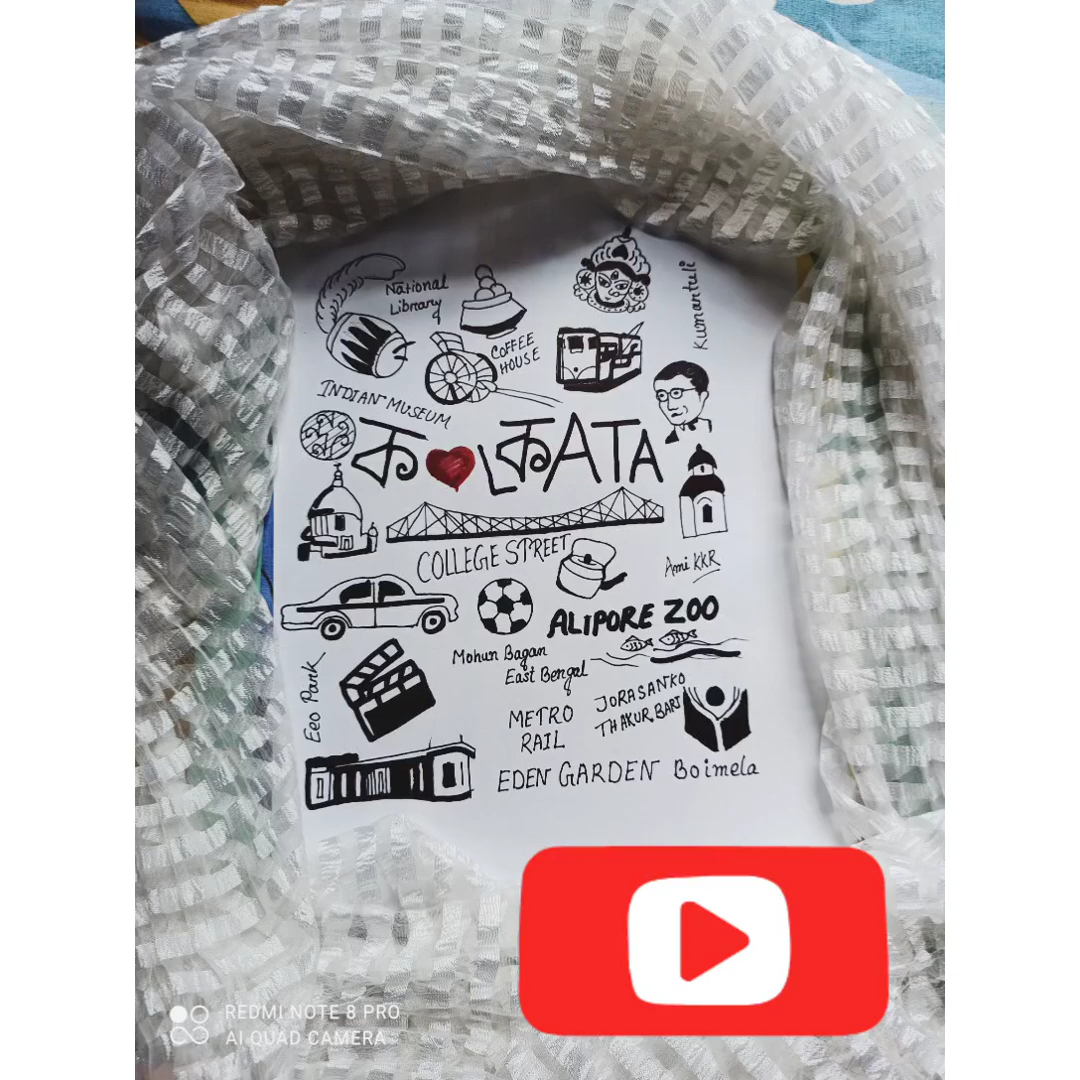 National
Library
COFFEE
HOUSE
Kumartuli
INDIAN MUSEUM
ক❤LকATA
COLLEGE STREET
Ami KKR
ALIPORE ZOO
Mohun Bagan
East Bengal
Eco Park
METRO
RAIL
JORASANKO
THAKUR BARI
EDEN GARDEN
Boimela
REDMI NOTE 8 PRO
AI QUAD CAMERA